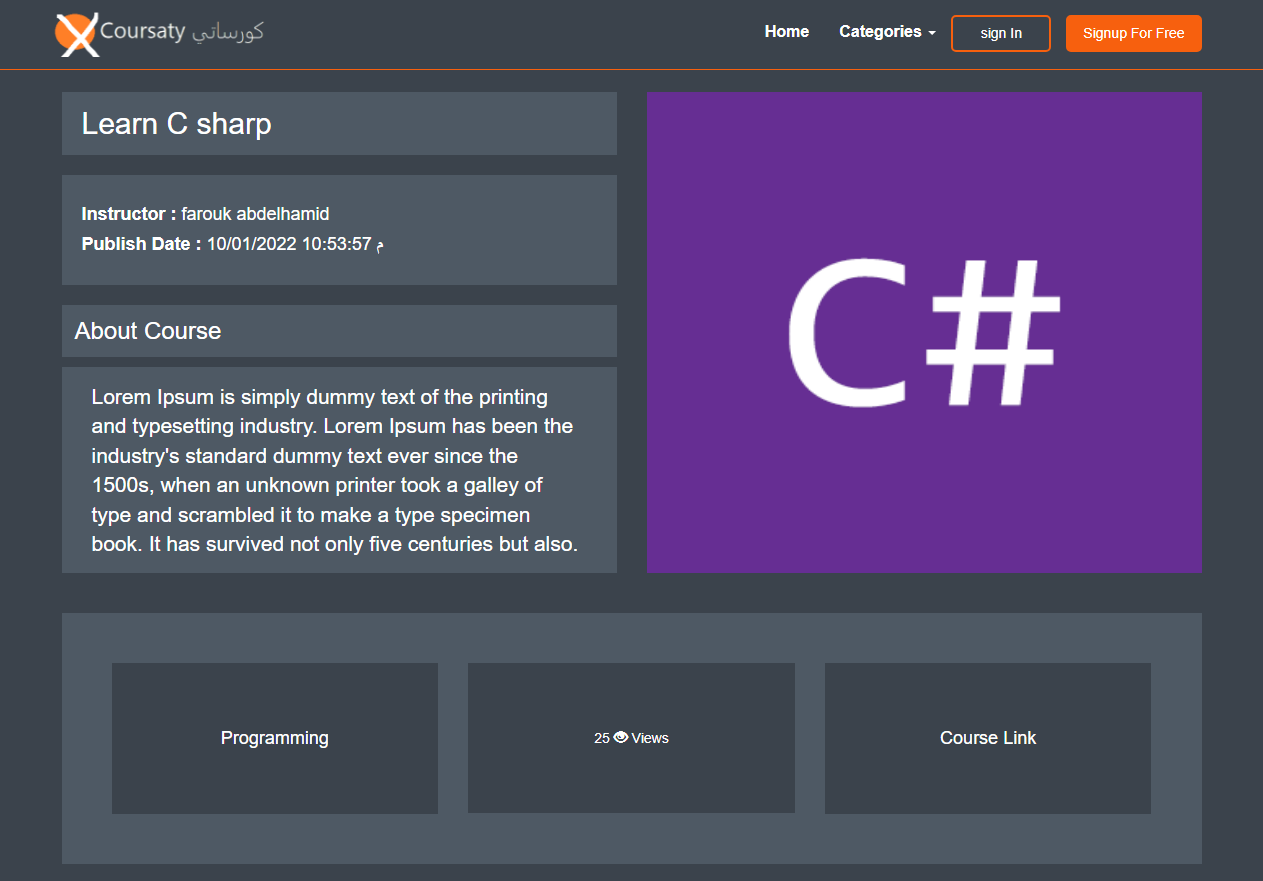 Coursaty كورساتي
Home
Categories
sign In
Signup For Free
Learn C sharp
Instructor : farouk abdelhamid
Publish Date : 10/01/2022 10:53:57 م
About Course
Lorem Ipsum is simply dummy text of the printing
and typesetting industry. Lorem Ipsum has been the
industry's standard dummy text ever since the
1500s, when an unknown printer took a galley of
type and scrambled it to make a type specimen
book. It has survived not only five centuries but also.
C#
Programming
25 Views
Course Link